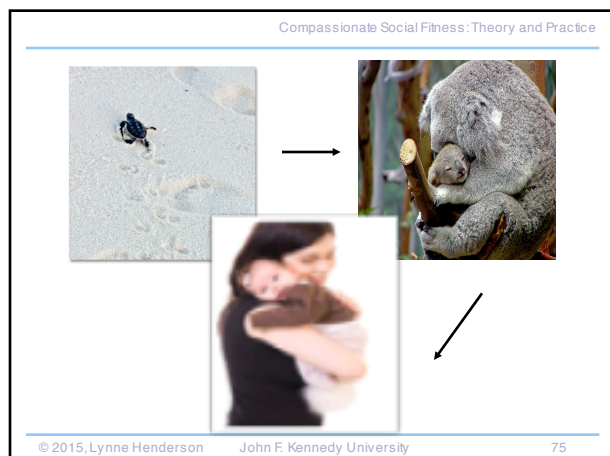 Compassionate Social Fitness: Theory and Practice
© 2015, Lynne Henderson John F. Kennedy University 75